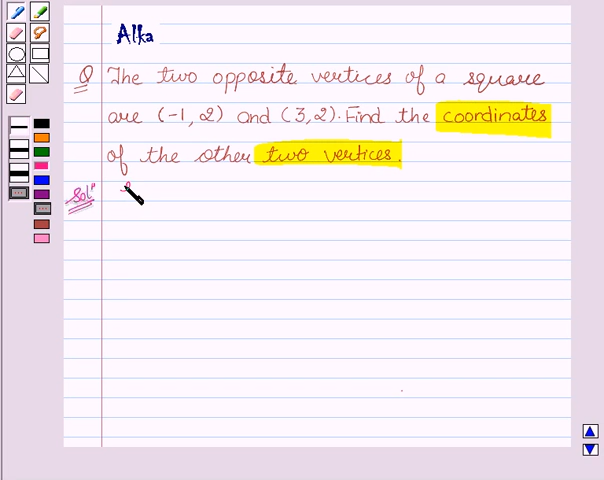 Alka
Q The two opposite vertices of a square
are (-1, 2) and (3, 2). Find the coordinates
of the other two vertices.
Solⁿ